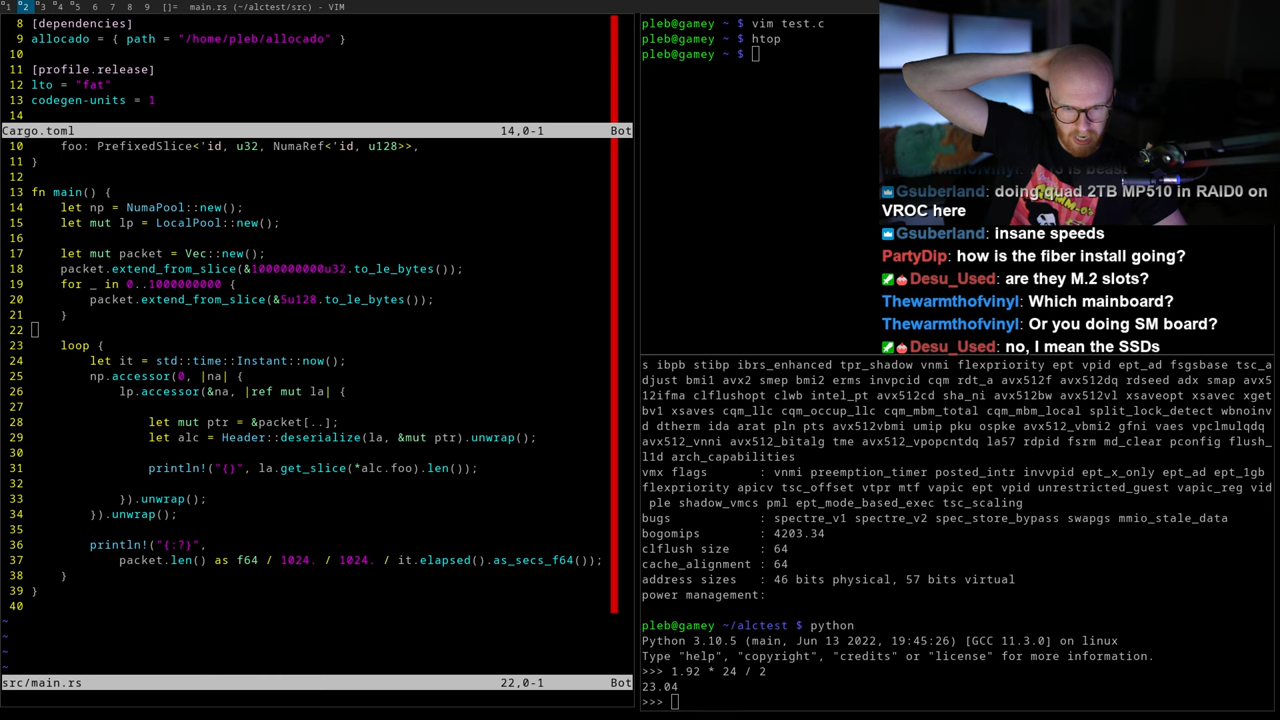 1 2 3 4 5 6 7 8 9 []= main.rs (~/alctest/src) - VIM
8 [dependencies]
9 allocado = { path = "/home/pleb/allocado" }
10
11 [profile.release]
12 lto = "fat"
13 codegen-units = 1
14
Cargo.toml 14,0-1 Bot
10 foo: PrefixedSlice<'id, u32, NumaRef<'id, u128>>,
11 }
12
13 fn main() {
14 let np = NumaPool::new();
15 let mut lp = LocalPool::new();
16
17 let mut packet = Vec::new();
18 packet.extend_from_slice(&1000000000u32.to_le_bytes());
19 for _ in 0..1000000000 {
20 packet.extend_from_slice(&5u128.to_le_bytes());
21 }
22
23 loop {
24 let it = std::time::Instant::now();
25 np.accessor(0, |na| {
26 lp.accessor(&na, |ref mut la| {
27
28 let mut ptr = &packet[..];
29 let alc = Header::deserialize(la, &mut ptr).unwrap();
30
31 println!("{}", la.get_slice(*alc.foo).len());
32
33 }).unwrap();
34 }).unwrap();
35
36 println!("{:?}",
37 packet.len() as f64 / 1024. / 1024. / it.elapsed().as_secs_f64());
38 }
39 }
40
~
~
~
~
src/main.rs 22,0-1 Bot
pleb@gamey ~ $ vim test.c
pleb@gamey ~ $ htop
pleb@gamey ~ $
Gsuberland: doing quad 2TB MP510 in RAID0 on
VROC here
Gsuberland: insane speeds
PartyDip: how is the fiber install going?
Desu_Used: are they M.2 slots?
Thewarmthofvinyl: Which mainboard?
Thewarmthofvinyl: Or you doing SM board?
Desu_Used: no, I mean the SSDs
s ibpb stibp ibrs_enhanced tpr_shadow vnmi flexpriority ept vpid ept_ad fsgsbase tsc_a
djust bmi1 avx2 smep bmi2 erms invpcid cqm rdt_a avx512f avx512dq rdseed adx smap avx5
12ifma clflushopt clwb intel_pt avx512cd sha_ni avx512bw avx512vl xsaveopt xsavec xget
bv1 xsaves cqm_llc cqm_occup_llc cqm_mbm_total cqm_mbm_local split_lock_detect wbnoinv
d dtherm ida arat pln pts avx512vbmi umip pku ospke avx512_vbmi2 gfni vaes vpclmulqdq
avx512_vnni avx512_bitalg tme avx512_vpopcntdq la57 rdpid fsrm md_clear pconfig flush_
l1d arch_capabilities
vmx flags : vnmi preemption_timer posted_intr invvpid ept_x_only ept_ad ept_1gb
flexpriority apicv tsc_offset vtpr mtf vapic ept vpid unrestricted_guest vapic_reg vid
ple shadow_vmcs pml ept_mode_based_exec tsc_scaling
bugs : spectre_v1 spectre_v2 spec_store_bypass swapgs mmio_stale_data
bogomips : 4203.34
clflush size : 64
cache_alignment : 64
address sizes : 46 bits physical, 57 bits virtual
power management:
pleb@gamey ~/alctest $ python
Python 3.10.5 (main, Jun 13 2022, 19:45:26) [GCC 11.3.0] on linux
Type "help", "copyright", "credits" or "license" for more information.
>>> 1.92 * 24 / 2
23.04
>>>